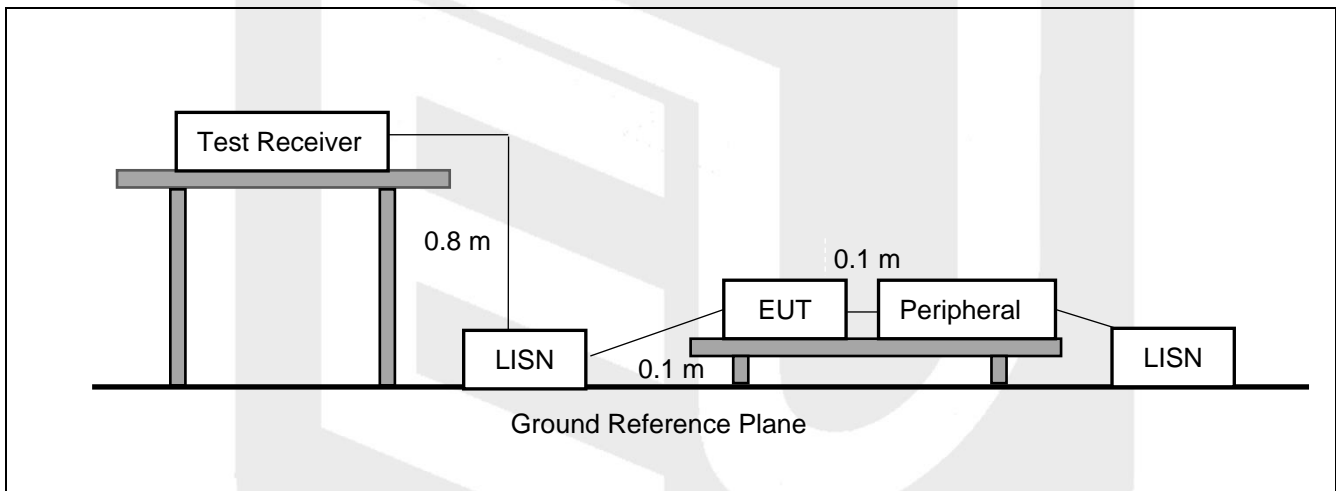 Test Receiver
0.8 m
0.1 m
EUT
Peripheral
LISN
LISN
0.1 m
Ground Reference Plane